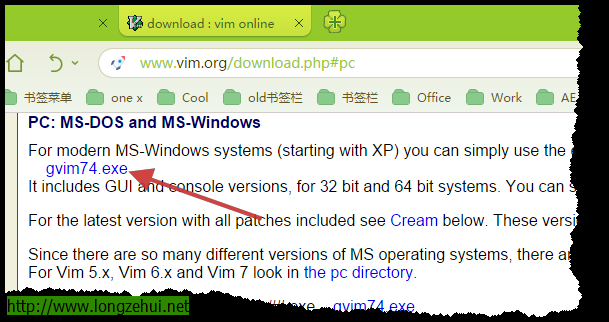 download : vim online
www.vim.org/download.php#pc
书签菜单 one x Cool old书签栏 书签栏 Office Work AE
PC: MS-DOS and MS-Windows
For modern MS-Windows systems (starting with XP) you can simply use the
gvim74.exe
It includes GUI and console versions, for 32 bit and 64 bit systems. You can
For the latest version with all patches included see Cream below. These
Since there are so many different versions of MS operating systems, there
For Vim 5.x, Vim 6.x and Vim 7 look in the pc directory.
http://www.longzehui.net gvim74.exe